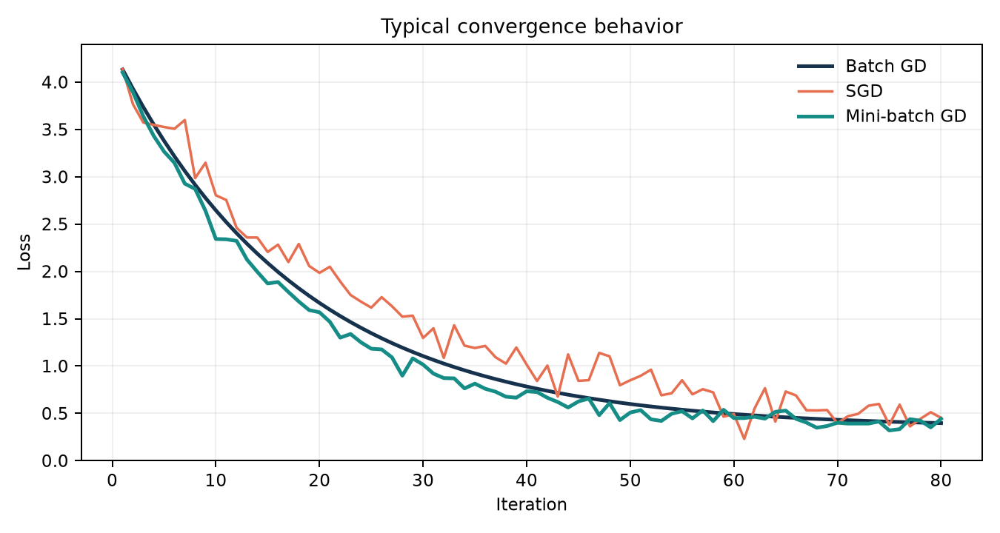 Typical convergence behavior
Batch GD
SGD
Mini-batch GD
4.0
3.5
3.0
2.5
2.0
1.5
1.0
0.5
0.0
Loss
0 10 20 30 40 50 60 70 80
Iteration